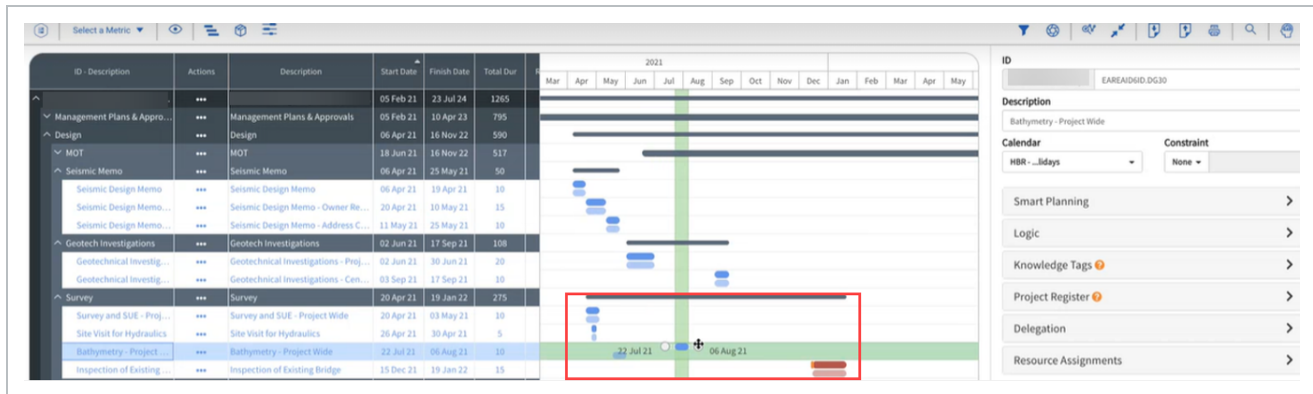 Select a Metric
ID - Description Actions Description Start Date Finish Date Total Dur R
2021
Mar Apr May Jun Jul Aug Sep Oct Nov Dec Jan Feb Mar Apr May
... 05 Feb 21 23 Jul 24 1265
Management Plans & Appro... ... Management Plans & Approvals 05 Feb 21 10 Apr 23 795
Design ... Design 06 Apr 21 16 Nov 22 590
MOT ... MOT 18 Jun 21 16 Nov 22 517
Seismic Memo ... Seismic Memo 06 Apr 21 25 May 21 50
Seismic Design Memo ... Seismic Design Memo 06 Apr 21 19 Apr 21 10
Seismic Design Memo... ... Seismic Design Memo - Owner Re... 20 Apr 21 10 May 21 15
Seismic Design Memo... ... Seismic Design Memo - Address C... 11 May 21 25 May 21 10
Geotech Investigations ... Geotech Investigations 02 Jun 21 17 Sep 21 108
Geotechnical Investig... ... Geotechnical Investigations - Proj... 02 Jun 21 30 Jun 21 20
Geotechnical Investig... ... Geotechnical Investigations - Cen... 03 Sep 21 17 Sep 21 10
Survey ... Survey 20 Apr 21 19 Jan 22 275
Survey and SUE - Proj... ... Survey and SUE - Project Wide 20 Apr 21 03 May 21 10
Site Visit for Hydraulics ... Site Visit for Hydraulics 26 Apr 21 30 Apr 21 5
Bathymetry - Project ... ... Bathymetry - Project Wide 22 Jul 21 06 Aug 21 10 22 Jul 21 06 Aug 21
Inspection of Existing ... ... Inspection of Existing Bridge 15 Dec 21 19 Jan 22 15
ID
EAREAID6ID.DG30
Description
Bathymetry - Project Wide
Calendar Constraint
HBR - ...lidays None
Smart Planning
Logic
Knowledge Tags ?
Project Register ?
Delegation
Resource Assignments